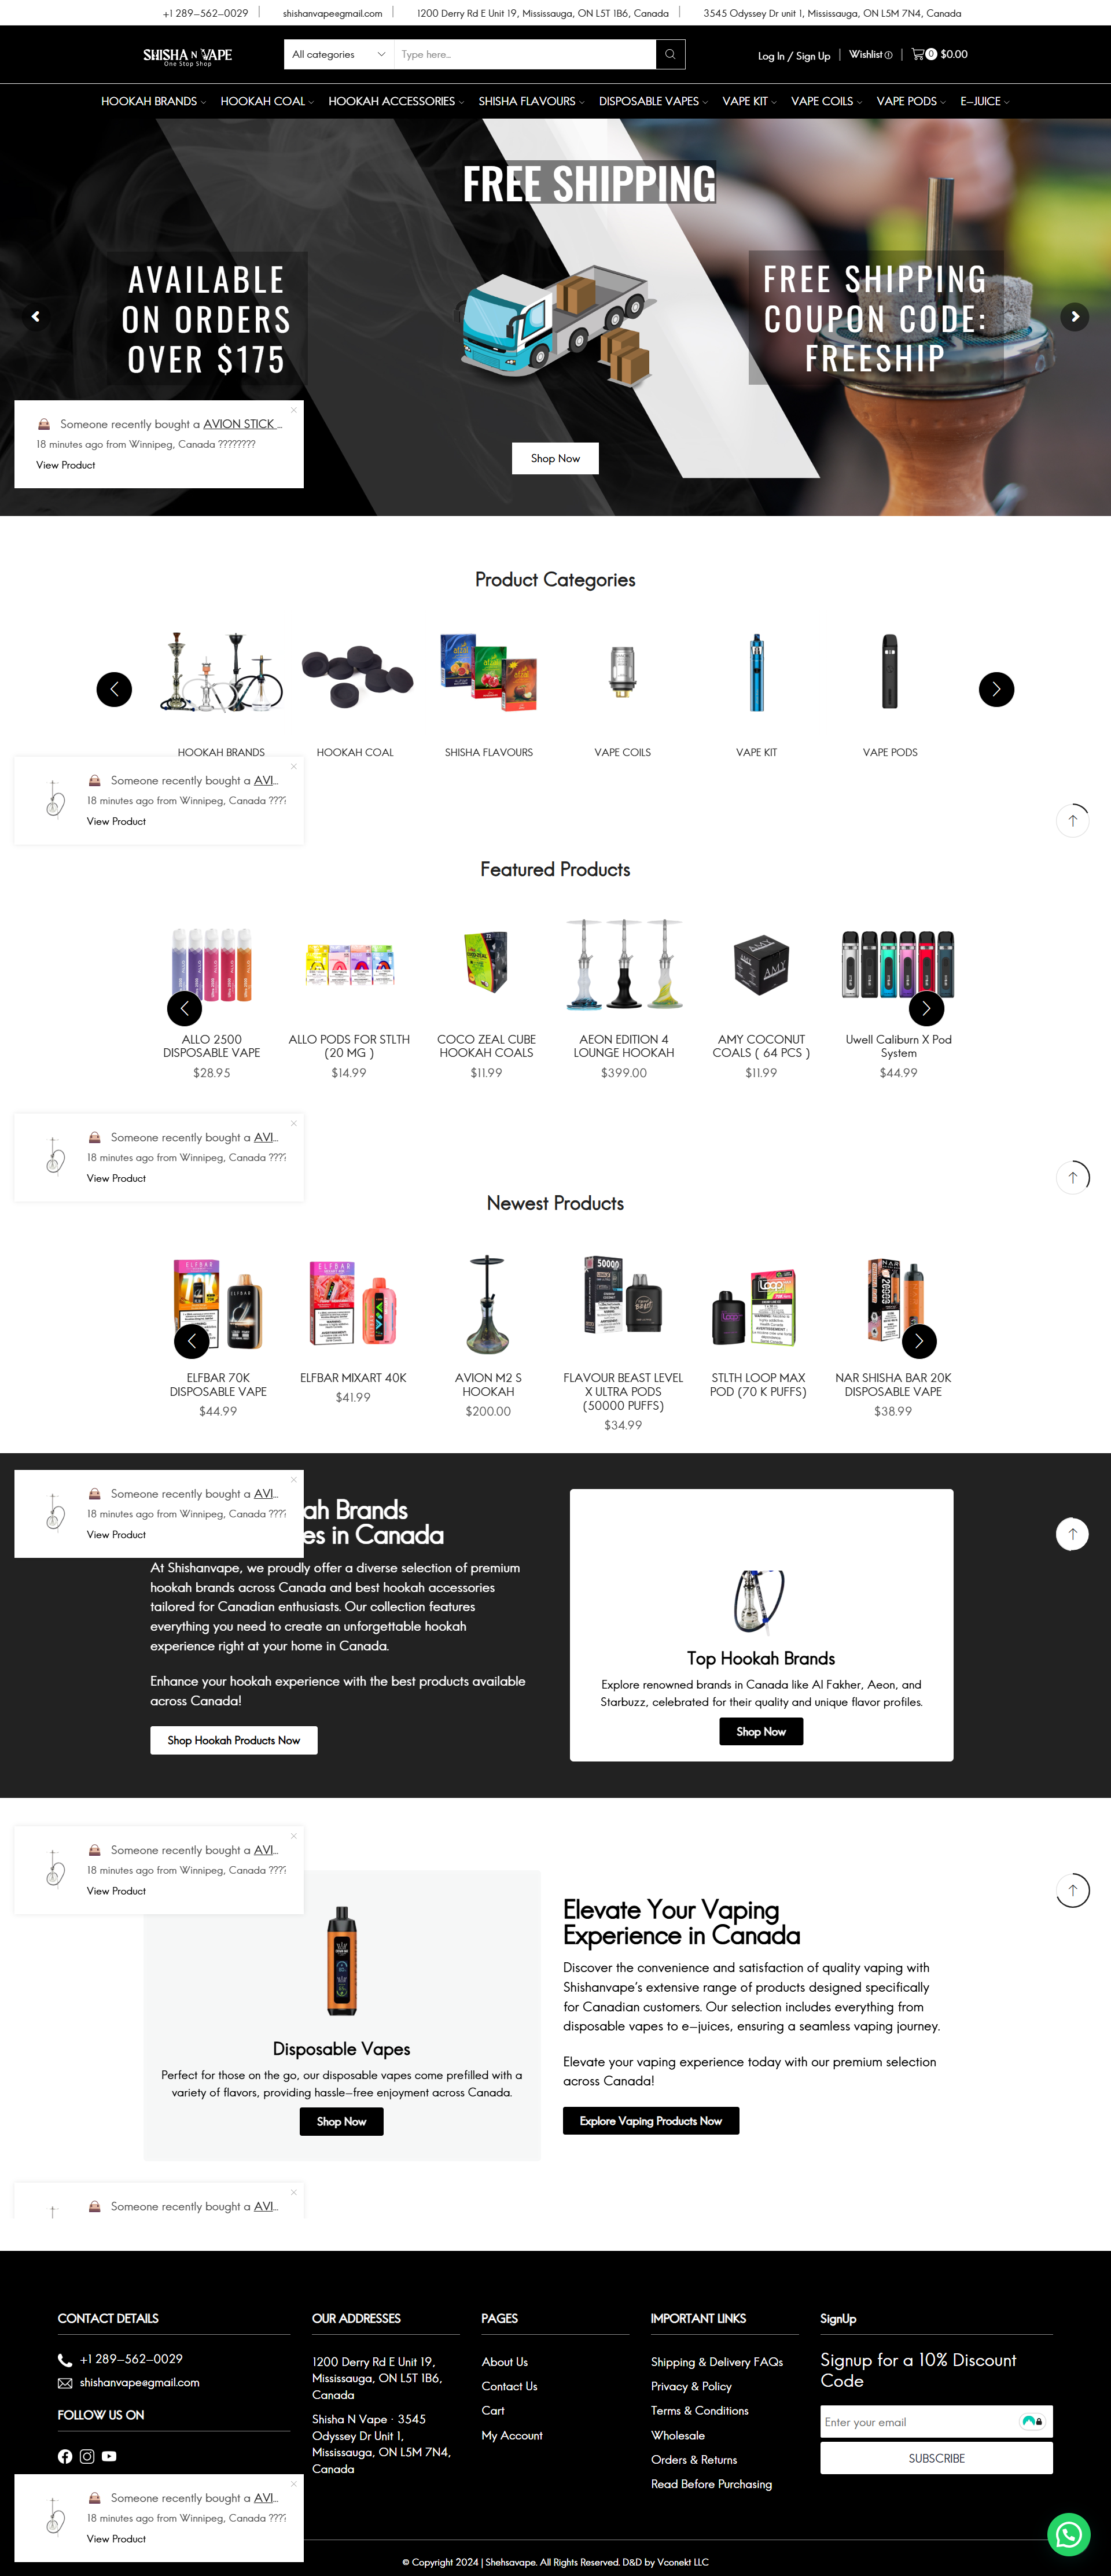 +1 289-562-0029
shishanvape@gmail.com
1200 Derry Rd E Unit 19, Mississauga, ON L5T 1B6, Canada
3545 Odyssey Dr unit 1, Mississauga, ON L5M 7N4, Canada
SHISHA N VAPE
One Stop Shop
All categories
Type here...
Log In / Sign Up
Wishlist
0
$0.00
HOOKAH BRANDS
HOOKAH COAL
HOOKAH ACCESSORIES
SHISHA FLAVOURS
DISPOSABLE VAPES
VAPE KIT
VAPE COILS
VAPE PODS
E-JUICE
FREE SHIPPING
AVAILABLE
ON ORDERS
OVER $175
FREE SHIPPING
COUPON CODE:
FREESHIP
Someone recently bought a AVION STICK ...
18 minutes ago from Winnipeg, Canada ????????
View Product
Shop Now
Product Categories
HOOKAH BRANDS
HOOKAH COAL
SHISHA FLAVOURS
VAPE COILS
VAPE KIT
VAPE PODS
Someone recently bought a AVI...
18 minutes ago from Winnipeg, Canada ????
View Product
Featured Products
ALLO 2500
DISPOSABLE VAPE
$28.95
ALLO PODS FOR STLTH
(20 MG )
$14.99
COCO ZEAL CUBE
HOOKAH COALS
$11.99
AEON EDITION 4
LOUNGE HOOKAH
$399.00
AMY COCONUT
COALS ( 64 PCS )
$11.99
Uwell Caliburn X Pod
System
$44.99
Someone recently bought a AVI...
18 minutes ago from Winnipeg, Canada ????
View Product
Newest Products
ELFBAR 70K
DISPOSABLE VAPE
$44.99
ELFBAR MIXART 40K
$41.99
AVION M2 S
HOOKAH
$200.00
FLAVOUR BEAST LEVEL
X ULTRA PODS
(50000 PUFFS)
$34.99
STLTH LOOP MAX
POD (70 K PUFFS)
NAR SHISHA BAR 20K
DISPOSABLE VAPE
$38.99
Someone recently bought a AVI...
18 minutes ago from Winnipeg, Canada ????
View Product
ah Brands
es in Canada
At Shishanvape, we proudly offer a diverse selection of premium
hookah brands across Canada and best hookah accessories
tailored for Canadian enthusiasts. Our collection features
everything you need to create an unforgettable hookah
experience right at your home in Canada.
Enhance your hookah experience with the best products available
across Canada!
Shop Hookah Products Now
Top Hookah Brands
Explore renowned brands in Canada like Al Fakher, Aeon, and
Starbuzz, celebrated for their quality and unique flavor profiles.
Shop Now
Someone recently bought a AVI...
18 minutes ago from Winnipeg, Canada ????
View Product
Disposable Vapes
Perfect for those on the go, our disposable vapes come prefilled with a
variety of flavors, providing hassle-free enjoyment across Canada.
Shop Now
Elevate Your Vaping
Experience in Canada
Discover the convenience and satisfaction of quality vaping with
Shishanvape's extensive range of products designed specifically
for Canadian customers. Our selection includes everything from
disposable vapes to e-juices, ensuring a seamless vaping journey.
Elevate your vaping experience today with our premium selection
across Canada!
Explore Vaping Products Now
Someone recently bought a AVI...
CONTACT DETAILS
+1 289-562-0029
shishanvape@gmail.com
FOLLOW US ON
OUR ADDRESSES
1200 Derry Rd E Unit 19,
Mississauga, ON L5T 1B6,
Canada
Shisha N Vape · 3545
Odyssey Dr Unit 1,
Mississauga, ON L5M 7N4,
Canada
PAGES
About Us
Contact Us
Cart
My Account
IMPORTANT LINKS
Shipping & Delivery FAQs
Privacy & Policy
Terms & Conditions
Wholesale
Orders & Returns
Read Before Purchasing
SignUp
Signup for a 10% Discount
Code
Enter your email
SUBSCRIBE
Someone recently bought a AVI...
18 minutes ago from Winnipeg, Canada ????
View Product
© Copyright 2024 | Shehsavape. All Rights Reserved. D&D by Vconekt LLC